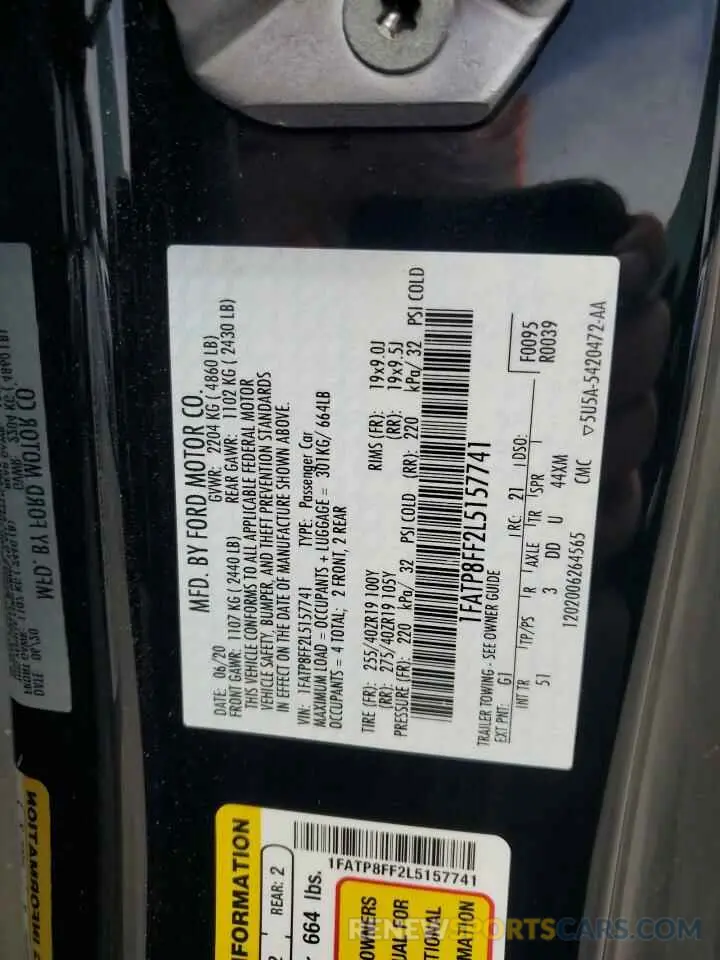 MFD. BY FORD MOTOR CO.
DATE: 06/20 GVWR: 2204 KG ( 4860 LB)
FRONT GAWR: 1107 KG ( 2440 LB) REAR GAWR: 1102 KG ( 2430 LB)
THIS VEHICLE CONFORMS TO ALL APPLICABLE FEDERAL MOTOR
VEHICLE SAFETY, BUMPER, AND THEFT PREVENTION STANDARDS
IN EFFECT ON THE DATE OF MANUFACTURE SHOWN ABOVE.
VIN: 1FATP8FF2L5157741 TYPE: Passenger Car
MAXIMUM LOAD = OCCUPANTS + LUGGAGE = 301KG/ 664LB
OCCUPANTS = 4 TOTAL; 2 FRONT, 2 REAR
TIRE (FR): 255/40ZR19 100Y RIMS (FR): 19x9.0J
(RR): 275/40ZR19 105Y (RR): 19x9.5J
PRESSURE (FR): 220 kPa/ 32 PSI COLD (RR): 220 kPa/ 32 PSI COLD
1FATP8FF2L5157741
TRAILER TOWING - SEE OWNER GUIDE
EXT PNT: G1 RC: 21 DSO: F0095
R0039
INT TR TP/PS R AXLE TR SPR
51 3 DD U 44XM
1202006264565 CMC ▽5U5A-5420472-AA
FORMATION
REAR: 2
664 lbs.
1FATP8FF2L5157741
OWNERS
UAL FOR
TIONAL
MATION
RENEWSPORTSCARS.COM